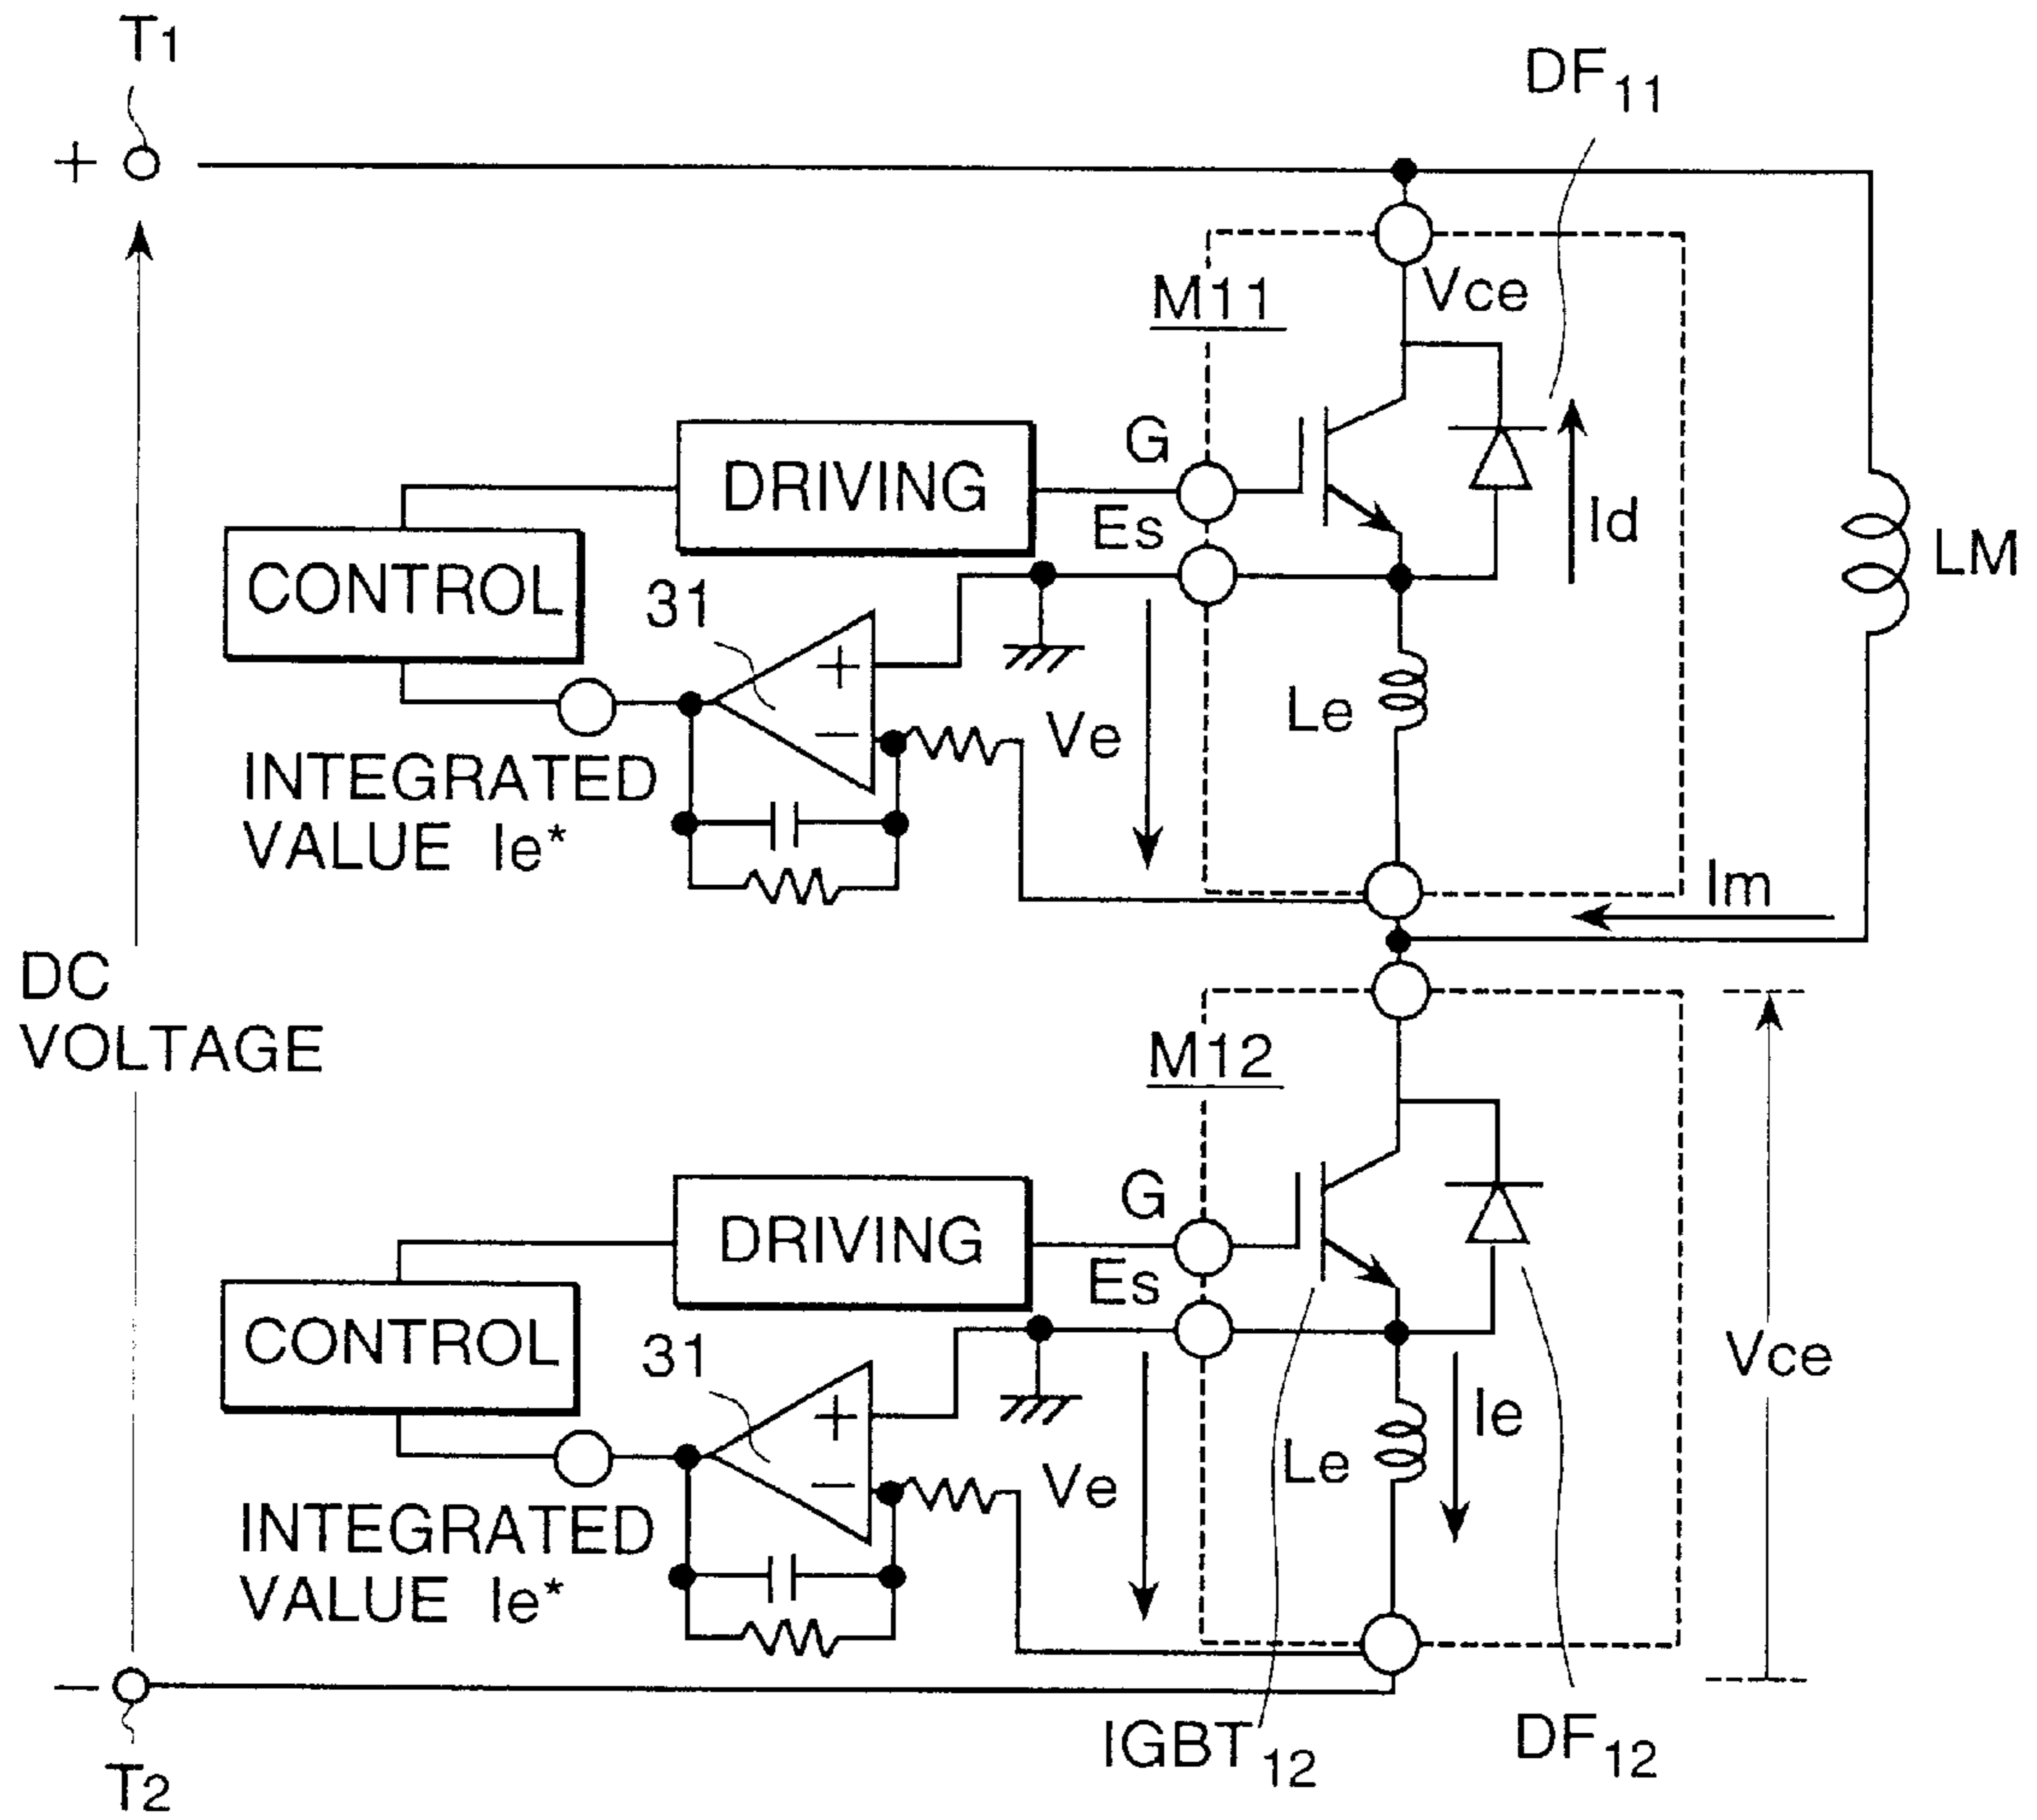 T1
DF11
+
Vce
M11
G
DRIVING
Es
Id
LM
CONTROL
31
+
Le
Ve
−
INTEGRATED
VALUE Ie*
Im
DC
VOLTAGE
M12
G
DRIVING
Es
CONTROL
31
Vce
+
Ie
Le
Ve
−
INTEGRATED
VALUE Ie*
−
IGBT12
DF12
T2